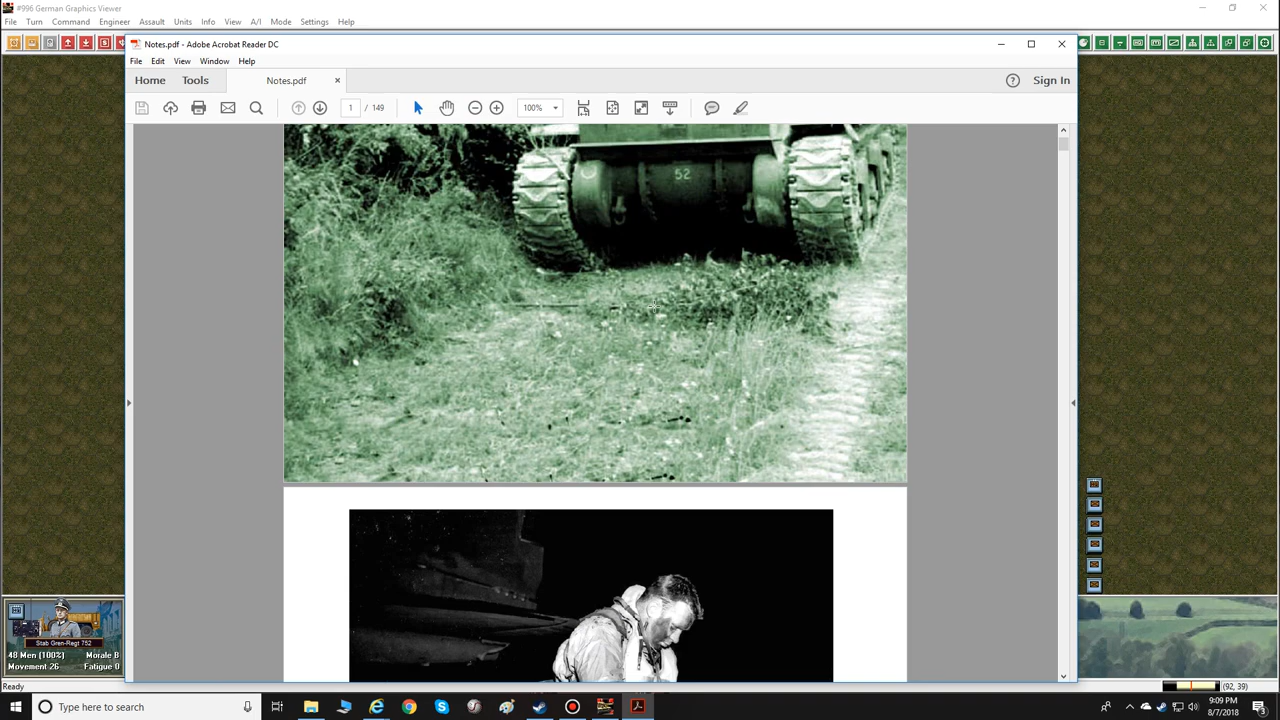 #996 German Graphics Viewer
File Turn Command Engineer Assault Units Info View A/I Mode Settings Help
Notes.pdf - Adobe Acrobat Reader DC
File Edit View Window Help
Home Tools Notes.pdf × Sign In
1 / 149 100%
52
Stab Gren-Regt 752
48 Men (100%) Morale B
Movement 26 Fatigue 0
Ready
(92, 39)
Type here to search
9:09 PM
8/7/2018